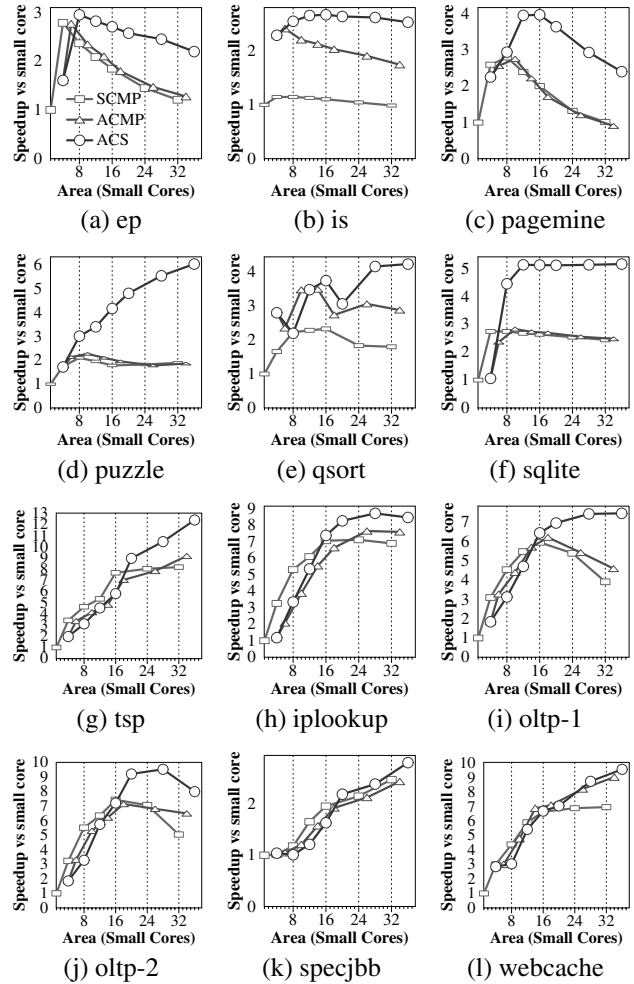 Speedup vs small core
3
2
1
0
SCMP
ACMP
ACS
8 16 24 32
Area (Small Cores)
(a) ep
Speedup vs small core
2
1
0
8 16 24 32
Area (Small Cores)
(b) is
Speedup vs small core
4
3
2
1
0
8 16 24 32
Area (Small Cores)
(c) pagemine
Speedup vs small core
6
5
4
3
2
1
0
8 16 24 32
Area (Small Cores)
(d) puzzle
Speedup vs small core
4
3
2
1
0
8 16 24 32
Area (Small Cores)
(e) qsort
Speedup vs small core
5
4
3
2
1
0
8 16 24 32
Area (Small Cores)
(f) sqlite
Speedup vs small core
13
12
11
10
9
8
7
6
5
4
3
2
1
0
8 16 24 32
Area (Small Cores)
(g) tsp
Speedup vs small core
9
8
7
6
5
4
3
2
1
0
8 16 24 32
Area (Small Cores)
(h) iplookup
Speedup vs small core
7
6
5
4
3
2
1
0
8 16 24 32
Area (Small Cores)
(i) oltp-1
Speedup vs small core
10
9
8
7
6
5
4
3
2
1
0
8 16 24 32
Area (Small Cores)
(j) oltp-2
Speedup vs small core
2
1
0
8 16 24 32
Area (Small Cores)
(k) specjbb
Speedup vs small core
10
9
8
7
6
5
4
3
2
1
0
8 16 24 32
Area (Small Cores)
(l) webcache